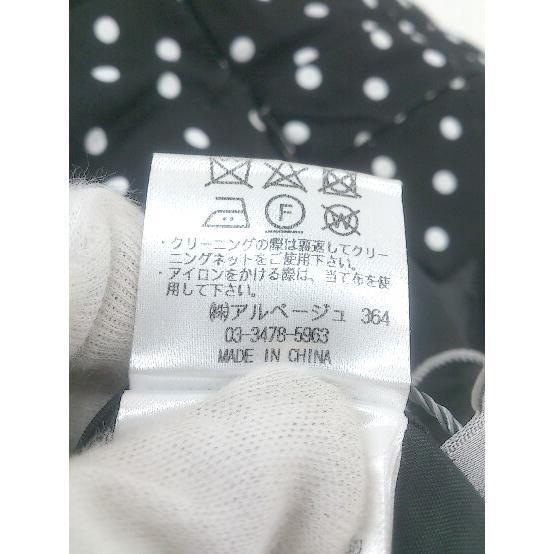 F
W
・クリーニングの際は裏返してクリー
ニングネットをご使用下さい。
・アイロンをかける際は、当て布を使
用して下さい。
㈱アルページュ 364
03-3478-5963
MADE IN CHINA